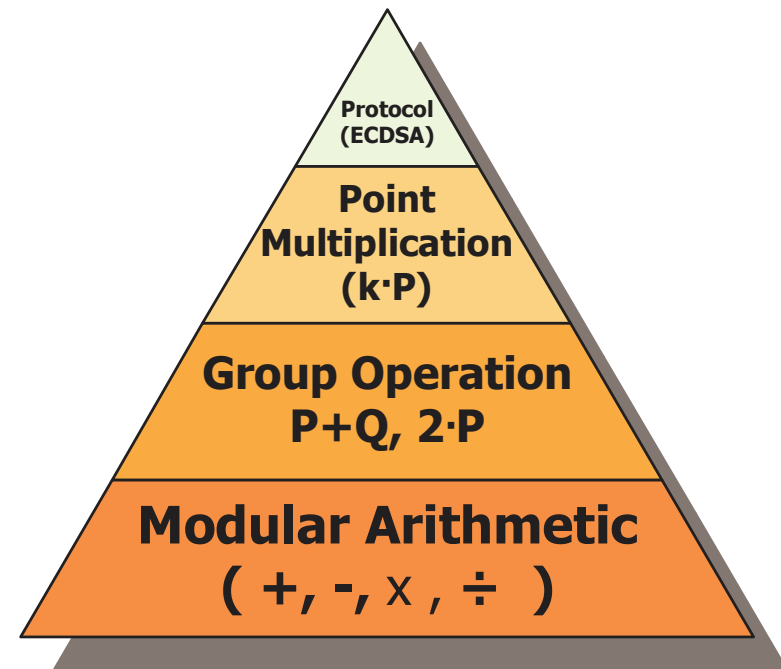 Protocol
(ECDSA)
Point
Multiplication
(k·P)
Group Operation
P+Q, 2·P
Modular Arithmetic
( +, -, x , ÷ )